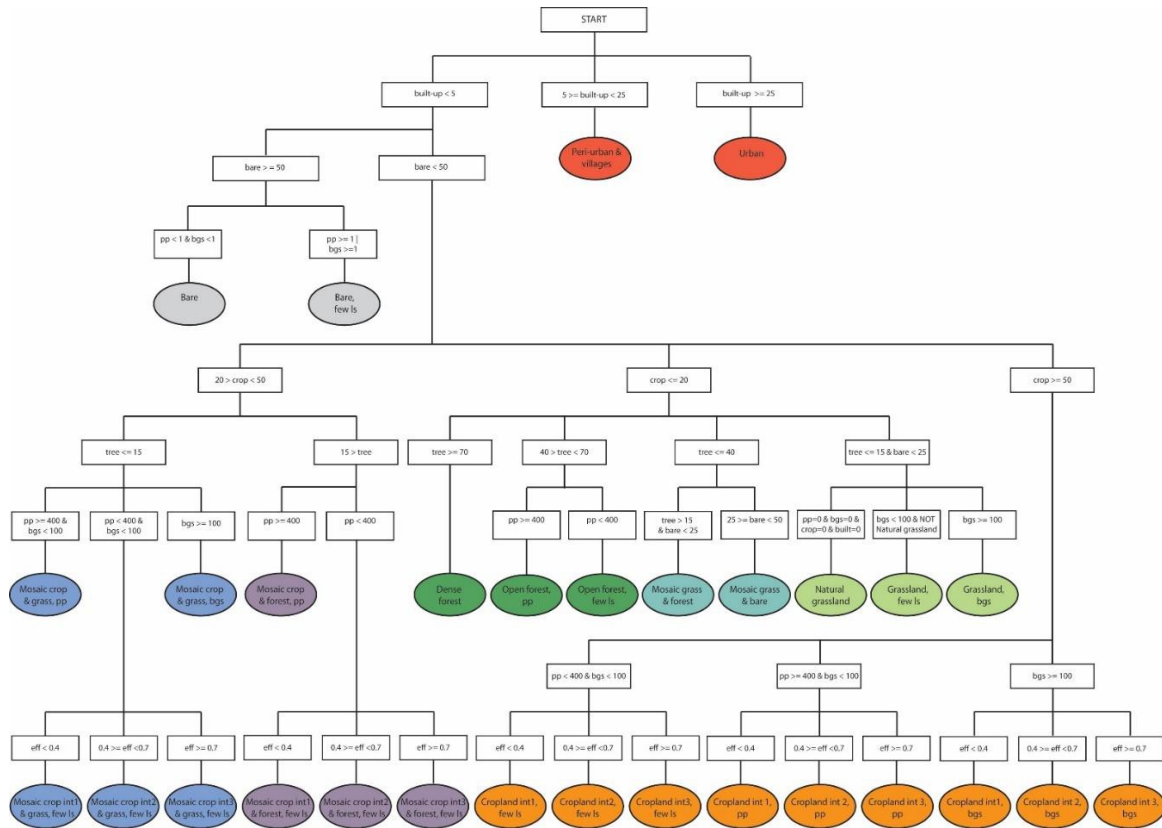 START
built-up < 5
5 >= built-up < 25
built-up >= 25
Peri-urban &
villages
Urban
bare > = 50
bare < 50
pp < 1 & bgs <1
pp >= 1 |
bgs >=1
Bare
Bare,
few ls
20 > crop < 50
crop <= 20
crop >= 50
tree <= 15
15 > tree
tree >= 70
40 > tree < 70
tree <= 40
tree <= 15 & bare < 25
pp >= 400 &
bgs < 100
pp < 400 &
bgs < 100
bgs >= 100
pp >= 400
pp < 400
pp >= 400
pp < 400
tree > 15
& bare < 25
25 >= bare < 50
pp=0 & bgs=0 &
crop=0 & built=0
bgs < 100 & NOT
Natural grassland
bgs >= 100
Mosaic crop
& grass, pp
Mosaic crop
& grass, bgs
Mosaic crop
& forest, pp
Dense
forest
Open forest,
pp
Open forest,
few ls
Mosaic grass
& forest
Mosaic grass
& bare
Natural
grassland
Grassland,
few ls
Grassland,
bgs
pp < 400 & bgs < 100
pp >= 400 & bgs < 100
bgs >= 100
eff < 0.4
0.4 >= eff <0.7
eff >= 0.7
eff < 0.4
0.4 >= eff <0.7
eff >= 0.7
eff < 0.4
0.4 >= eff <0.7
eff >= 0.7
eff < 0.4
0.4 >= eff <0.7
eff >= 0.7
eff < 0.4
0.4 >= eff <0.7
eff >= 0.7
Mosaic crop int1
& grass, few ls
Mosaic crop int2
& grass, few ls
Mosaic crop int3
& grass, few ls
Mosaic crop int1
& forest, few ls
Mosaic crop int2
& forest, few ls
Mosaic crop int3
& forest, few ls
Cropland int1,
few ls
Cropland int2,
few ls
Cropland int3,
few ls
Cropland int 1,
pp
Cropland int 2,
pp
Cropland int 3,
pp
Cropland int1,
bgs
Cropland int 2,
bgs
Cropland int 3,
bgs